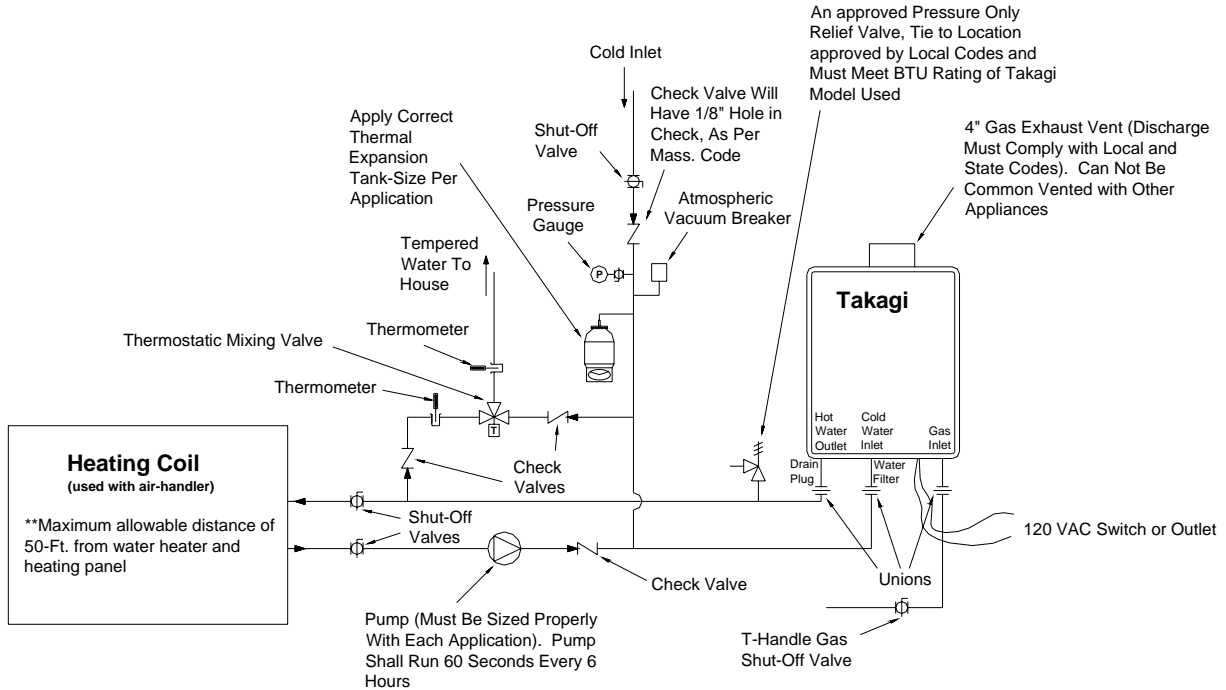 An approved Pressure Only
Relief Valve, Tie to Location
approved by Local Codes and
Must Meet BTU Rating of Takagi
Model Used
Cold Inlet
Check Valve Will
Have 1/8" Hole in
Check, As Per
Mass. Code
Apply Correct
Thermal
Expansion
Tank-Size Per
Application
Shut-Off
Valve
4" Gas Exhaust Vent (Discharge
Must Comply with Local and
State Codes).  Can Not Be
Common Vented with Other
Appliances
Pressure
Gauge
Atmospheric
Vacuum Breaker
P
Tempered
Water To
House
Takagi
Thermometer
Thermostatic Mixing Valve
Thermometer
T
Hot
Water
Outlet
Cold
Water
Inlet
Gas
Inlet
Heating Coil
(used with air-handler)
**Maximum allowable distance of
50-Ft. from water heater and
heating panel
Check
Valves
Drain
Plug
Water
Filter
Shut-Off
Valves
120 VAC Switch or Outlet
Check Valve
Unions
Pump (Must Be Sized Properly
With Each Application).  Pump
Shall Run 60 Seconds Every 6
Hours
T-Handle Gas
Shut-Off Valve